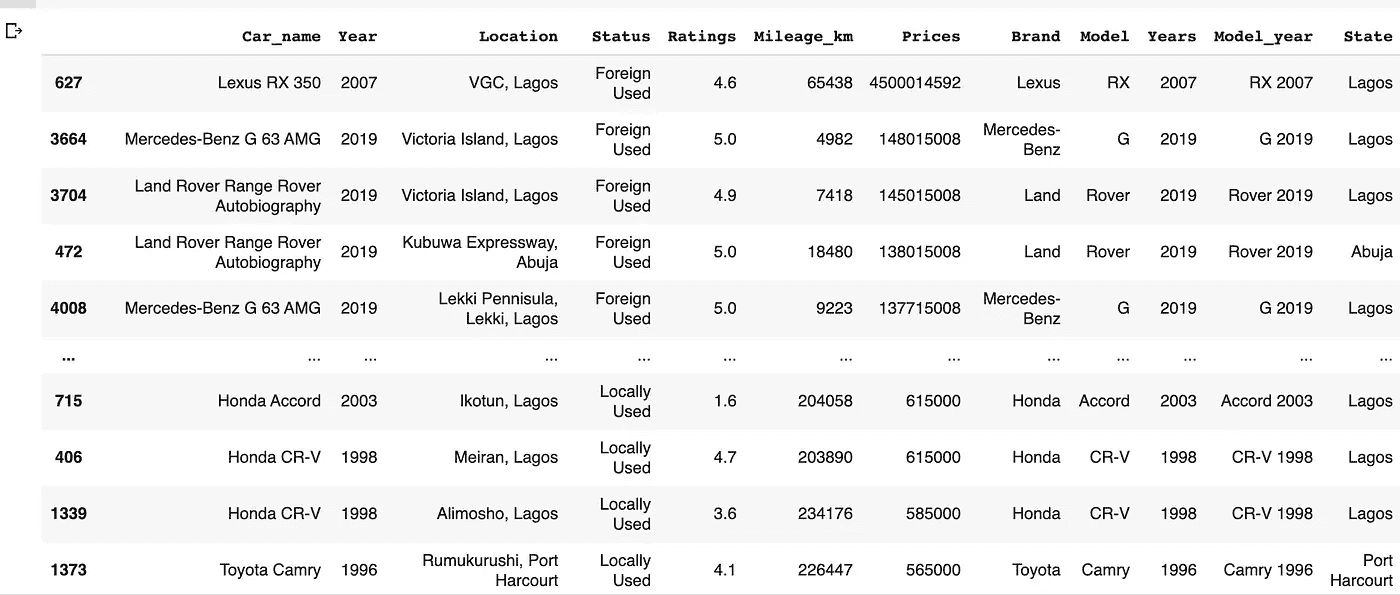 Car_name Year Location Status Ratings Mileage_km Prices Brand Model Years Model_year State
627 Lexus RX 350 2007 VGC, Lagos Foreign Used 4.6 65438 4500014592 Lexus RX 2007 RX 2007 Lagos
3664 Mercedes-Benz G 63 AMG 2019 Victoria Island, Lagos Foreign Used 5.0 4982 148015008 Mercedes-Benz G 2019 G 2019 Lagos
3704 Land Rover Range Rover Autobiography 2019 Victoria Island, Lagos Foreign Used 4.9 7418 145015008 Land Rover 2019 Rover 2019 Lagos
472 Land Rover Range Rover Autobiography 2019 Kubuwa Expressway, Abuja Foreign Used 5.0 18480 138015008 Land Rover 2019 Rover 2019 Abuja
4008 Mercedes-Benz G 63 AMG 2019 Lekki Pennisula, Lekki, Lagos Foreign Used 5.0 9223 137715008 Mercedes-Benz G 2019 G 2019 Lagos
... ... ... ... ... ... ... ... ... ... ... ... ...
715 Honda Accord 2003 Ikotun, Lagos Locally Used 1.6 204058 615000 Honda Accord 2003 Accord 2003 Lagos
406 Honda CR-V 1998 Meiran, Lagos Locally Used 4.7 203890 615000 Honda CR-V 1998 CR-V 1998 Lagos
1339 Honda CR-V 1998 Alimosho, Lagos Locally Used 3.6 234176 585000 Honda CR-V 1998 CR-V 1998 Lagos
1373 Toyota Camry 1996 Rumukurushi, Port Harcourt Locally Used 4.1 226447 565000 Toyota Camry 1996 Camry 1996 Port Harcourt